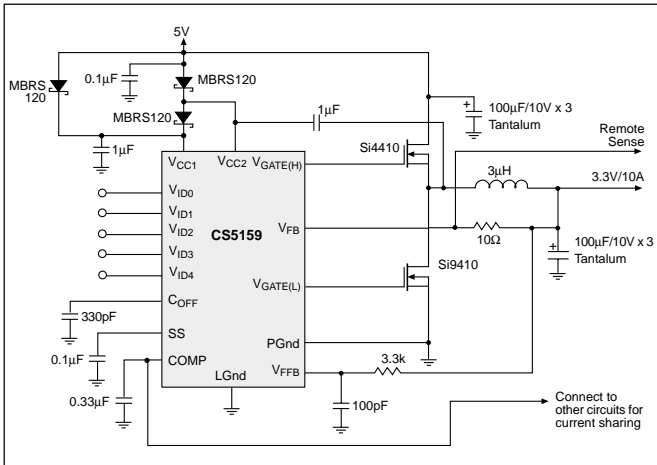 5V
MBRS
120
0.1μF
MBRS120
MBRS120
1μF
1μF
100μF/10V x 3
Tantalum
Si4410
Remote
Sense
3μH
3.3V/10A
VCC1
VCC2
VGATE(H)
VID0
VID1
VID2
VID3
VID4
CS5159
VFB
10Ω
100μF/10V x 3
Tantalum
Si9410
VGATE(L)
COFF
330pF
SS
0.1μF
PGnd
COMP
VFFB
3.3k
LGnd
0.33μF
100pF
Connect to
other circuits for
current sharing